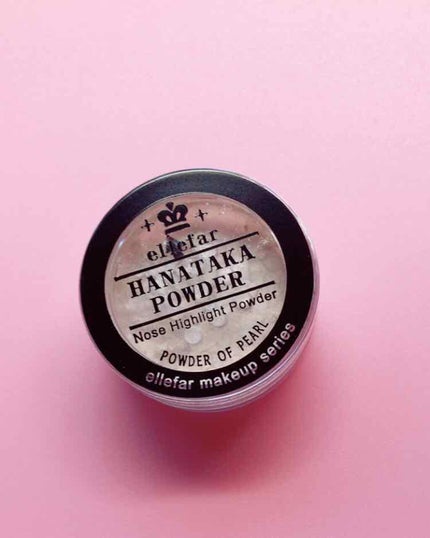 ellefar
HANATAKA
POWDER
Nose Highlight Powder
POWDER OF PEARL
ellefar makeup series